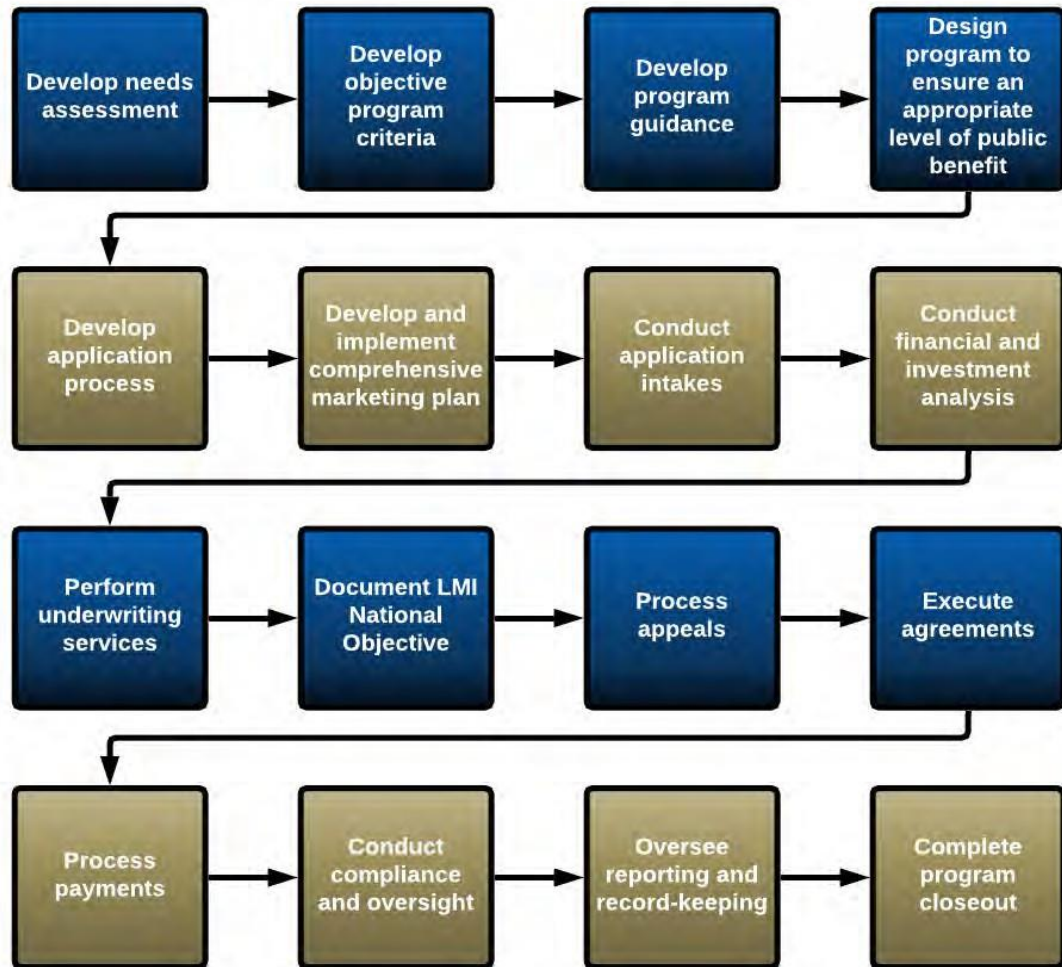 Develop needs
assessment
Develop
objective
program
criteria
Develop
program
guidance
Design
program to
ensure an
appropriate
level of public
benefit
Develop
application
process
Develop and
implement
comprehensive
marketing plan
Conduct
application
intakes
Conduct
financial and
investment
analysis
Perform
underwriting
services
Document LMI
National
Objective
Process
appeals
Execute
agreements
Process
payments
Conduct
compliance
and oversight
Oversee
reporting and
record-keeping
Complete
program
closeout